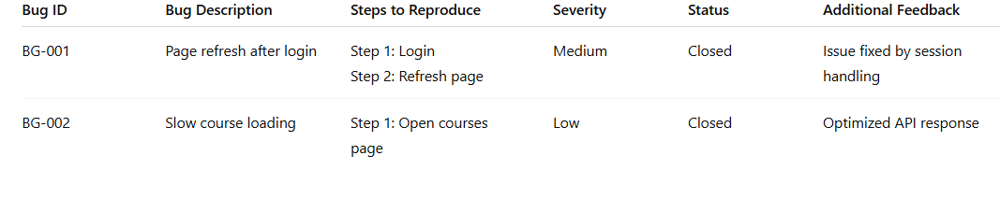 Bug ID Bug Description Steps to Reproduce Severity Status Additional Feedback
BG-001 Page refresh after login Step 1: Login Medium Closed Issue fixed by session
Step 2: Refresh page handling
BG-002 Slow course loading Step 1: Open courses Low Closed Optimized API response
page